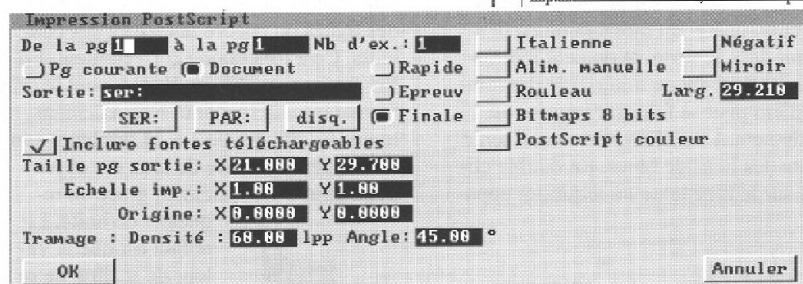 Impression PostScript
De la pg 1 à la pg 1 Nb d'ex.: 1 Italienne Négatif
Pg courante Document Rapide Alim. manuelle Miroir
Sortie: ser: Epreuv Rouleau Larg. 29.210
SER: PAR: disq. Finale Bitmaps 8 bits
Inclure fontes téléchargeables PostScript couleur
Taille pg sortie: X 21.000 Y 29.700
Echelle imp.: X 1.00 Y 1.00
Origine: X 0.0000 Y 0.0000
Tramage : Densité : 60.00 lpp Angle: 45.00 °
OK Annuler